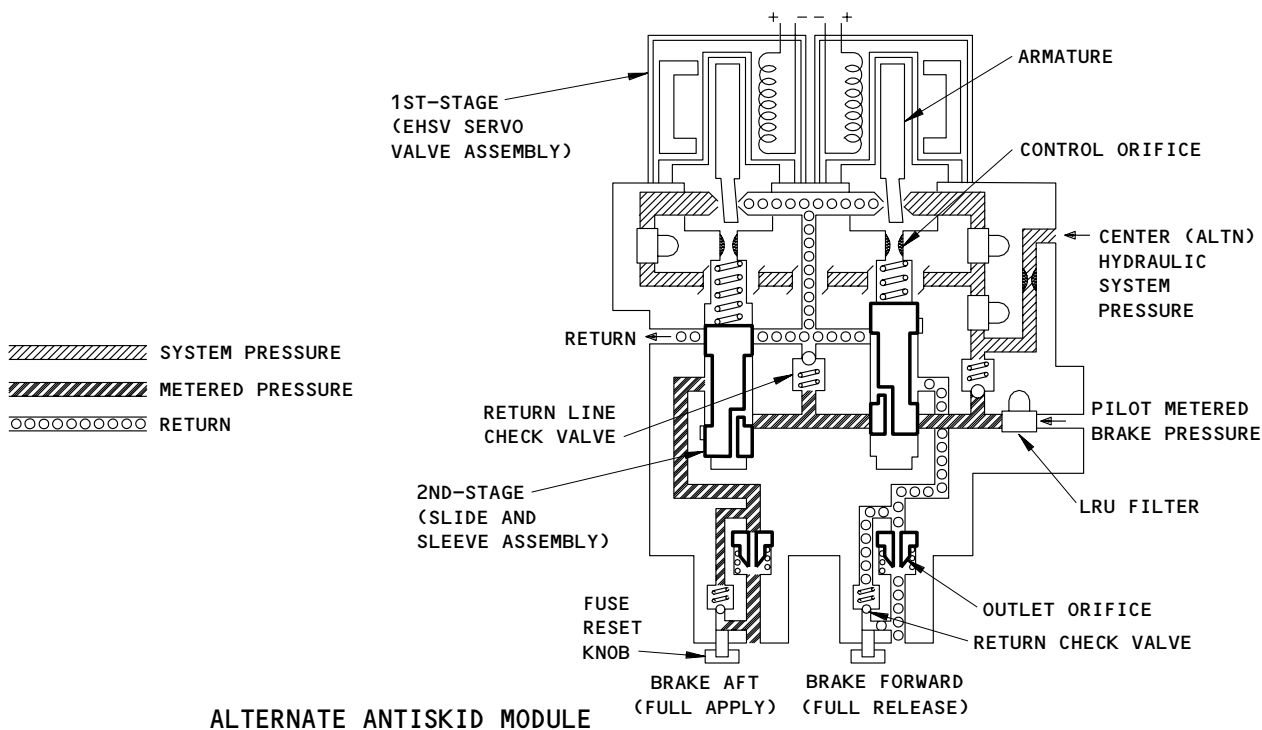 + - - +
ARMATURE
1ST-STAGE
(EHSV SERVO
VALVE ASSEMBLY)
CONTROL ORIFICE
CENTER (ALTN)
HYDRAULIC
SYSTEM
PRESSURE
RETURN
SYSTEM PRESSURE
METERED PRESSURE
RETURN
RETURN LINE
CHECK VALVE
PILOT METERED
BRAKE PRESSURE
2ND-STAGE
(SLIDE AND
SLEEVE ASSEMBLY)
LRU FILTER
FUSE
RESET
KNOB
OUTLET ORIFICE
RETURN CHECK VALVE
BRAKE AFT
(FULL APPLY)
BRAKE FORWARD
(FULL RELEASE)
ALTERNATE ANTISKID MODULE